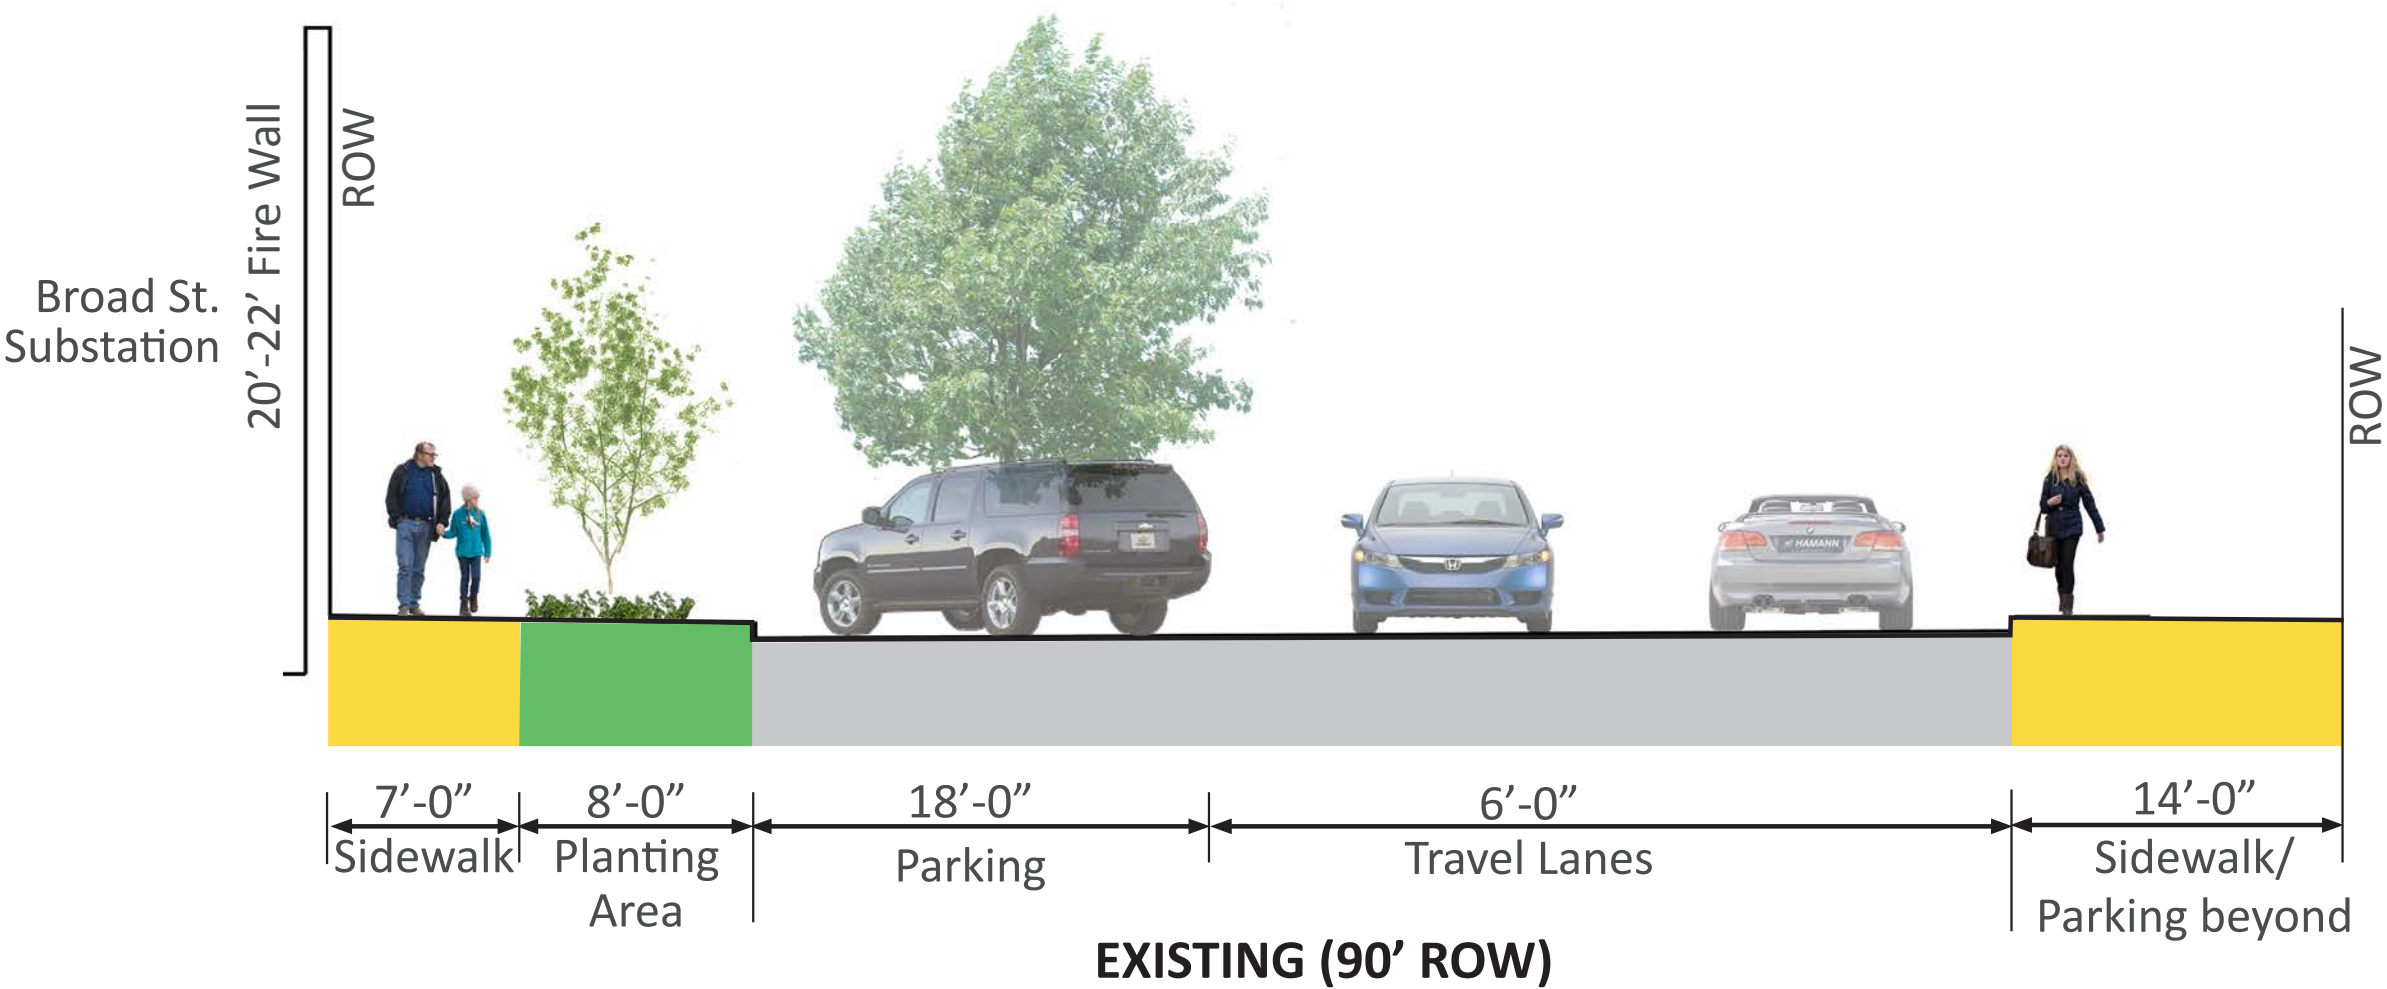 Broad St.
Substation
20’-22’ Fire Wall
ROW
ROW
HAMANN
7’-0”
8’-0”
18’-0”
6’-0”
14’-0”
Sidewalk
Planting
Area
Parking
Travel Lanes
Sidewalk/
Parking beyond
EXISTING (90’ ROW)